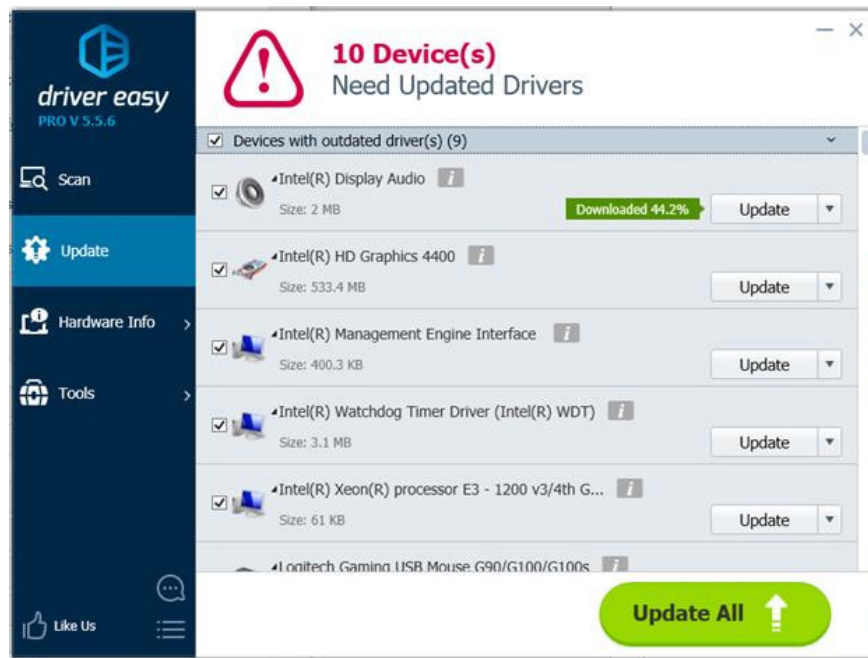 driver easy
PRO V 5.5.6
Scan
Update
Hardware Info
Tools
Like Us
10 Device(s)
Need Updated Drivers
Devices with outdated driver(s) (9)
Intel(R) Display Audio i
Size: 2 MB
Downloaded 44.2%
Update
Intel(R) HD Graphics 4400 i
Size: 533.4 MB
Update
Intel(R) Management Engine Interface i
Size: 400.3 KB
Update
Intel(R) Watchdog Timer Driver (Intel(R) WDT) i
Size: 3.1 MB
Update
Intel(R) Xeon(R) processor E3 - 1200 v3/4th G... i
Size: 61 KB
Update
Logitech Gaming USB Mouse G90/G100/G100s i
Update All